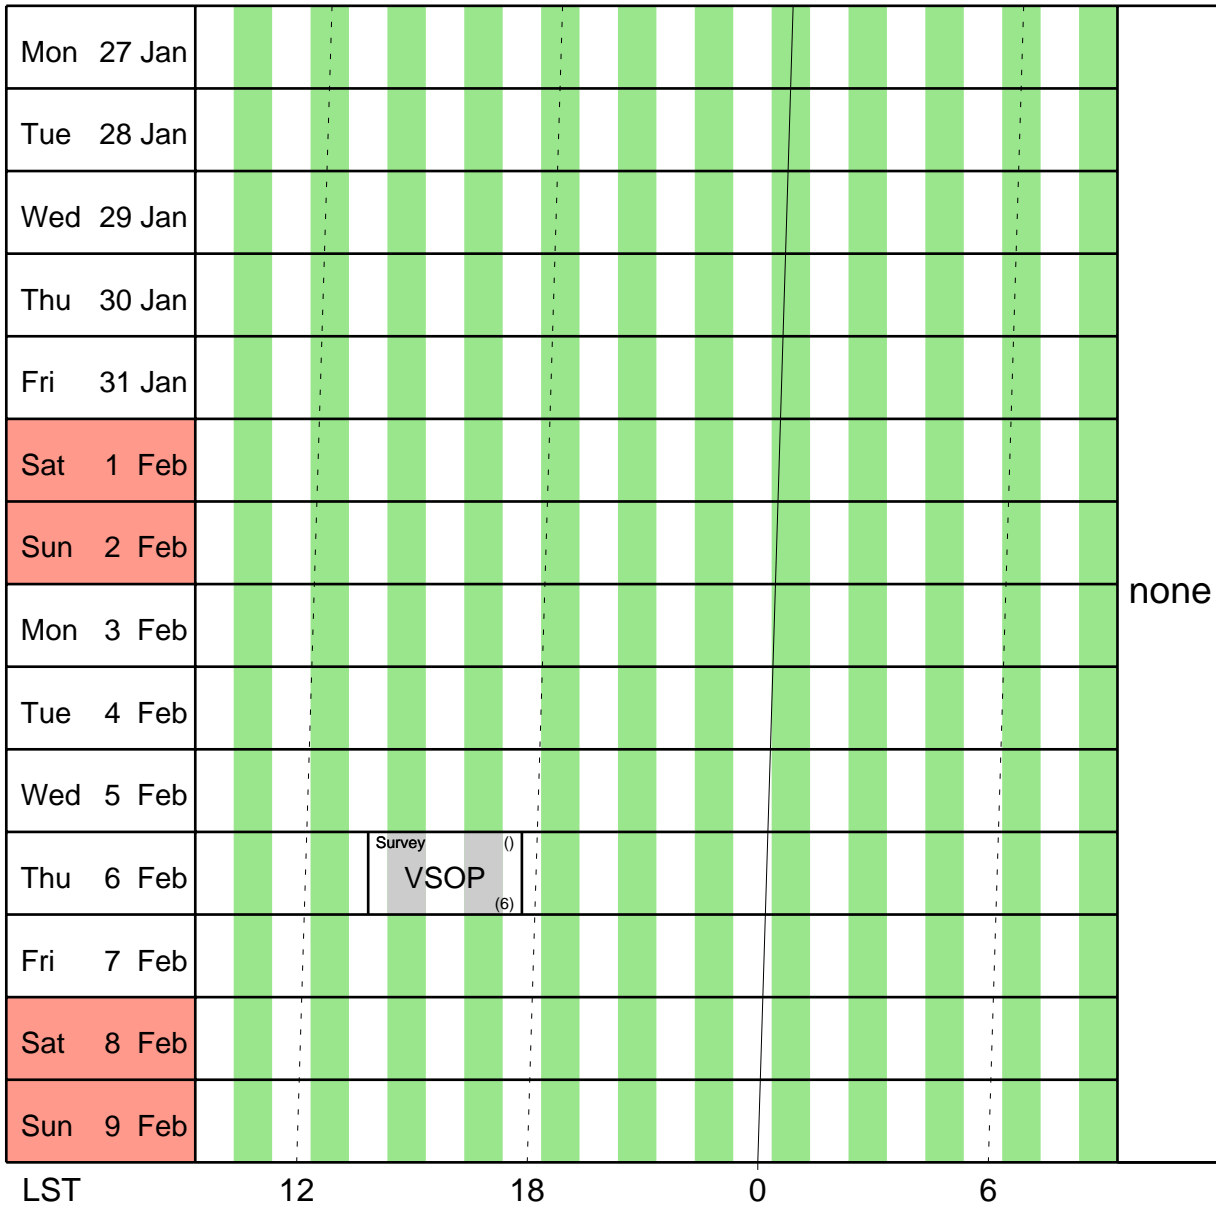 Mon 27 Jan
Tue 28 Jan
Wed 29 Jan
Thu 30 Jan
Fri 31 Jan
Sat 1 Feb
Sun 2 Feb
none
Mon 3 Feb
Tue 4 Feb
Wed 5 Feb
Survey ()
Thu 6 Feb VSOP
(6)
Fri 7 Feb
Sat 8 Feb
Sun 9 Feb
LST 12 18 0 6